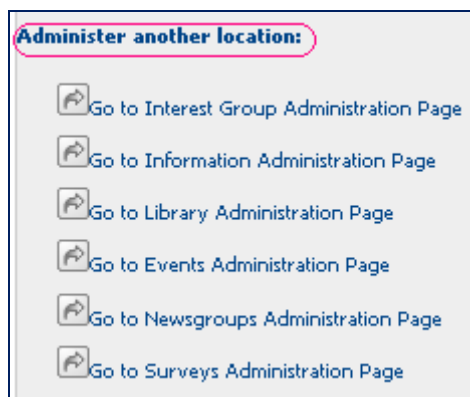 Administer another location:
Go to Interest Group Administration Page
Go to Information Administration Page
Go to Library Administration Page
Go to Events Administration Page
Go to Newsgroups Administration Page
Go to Surveys Administration Page